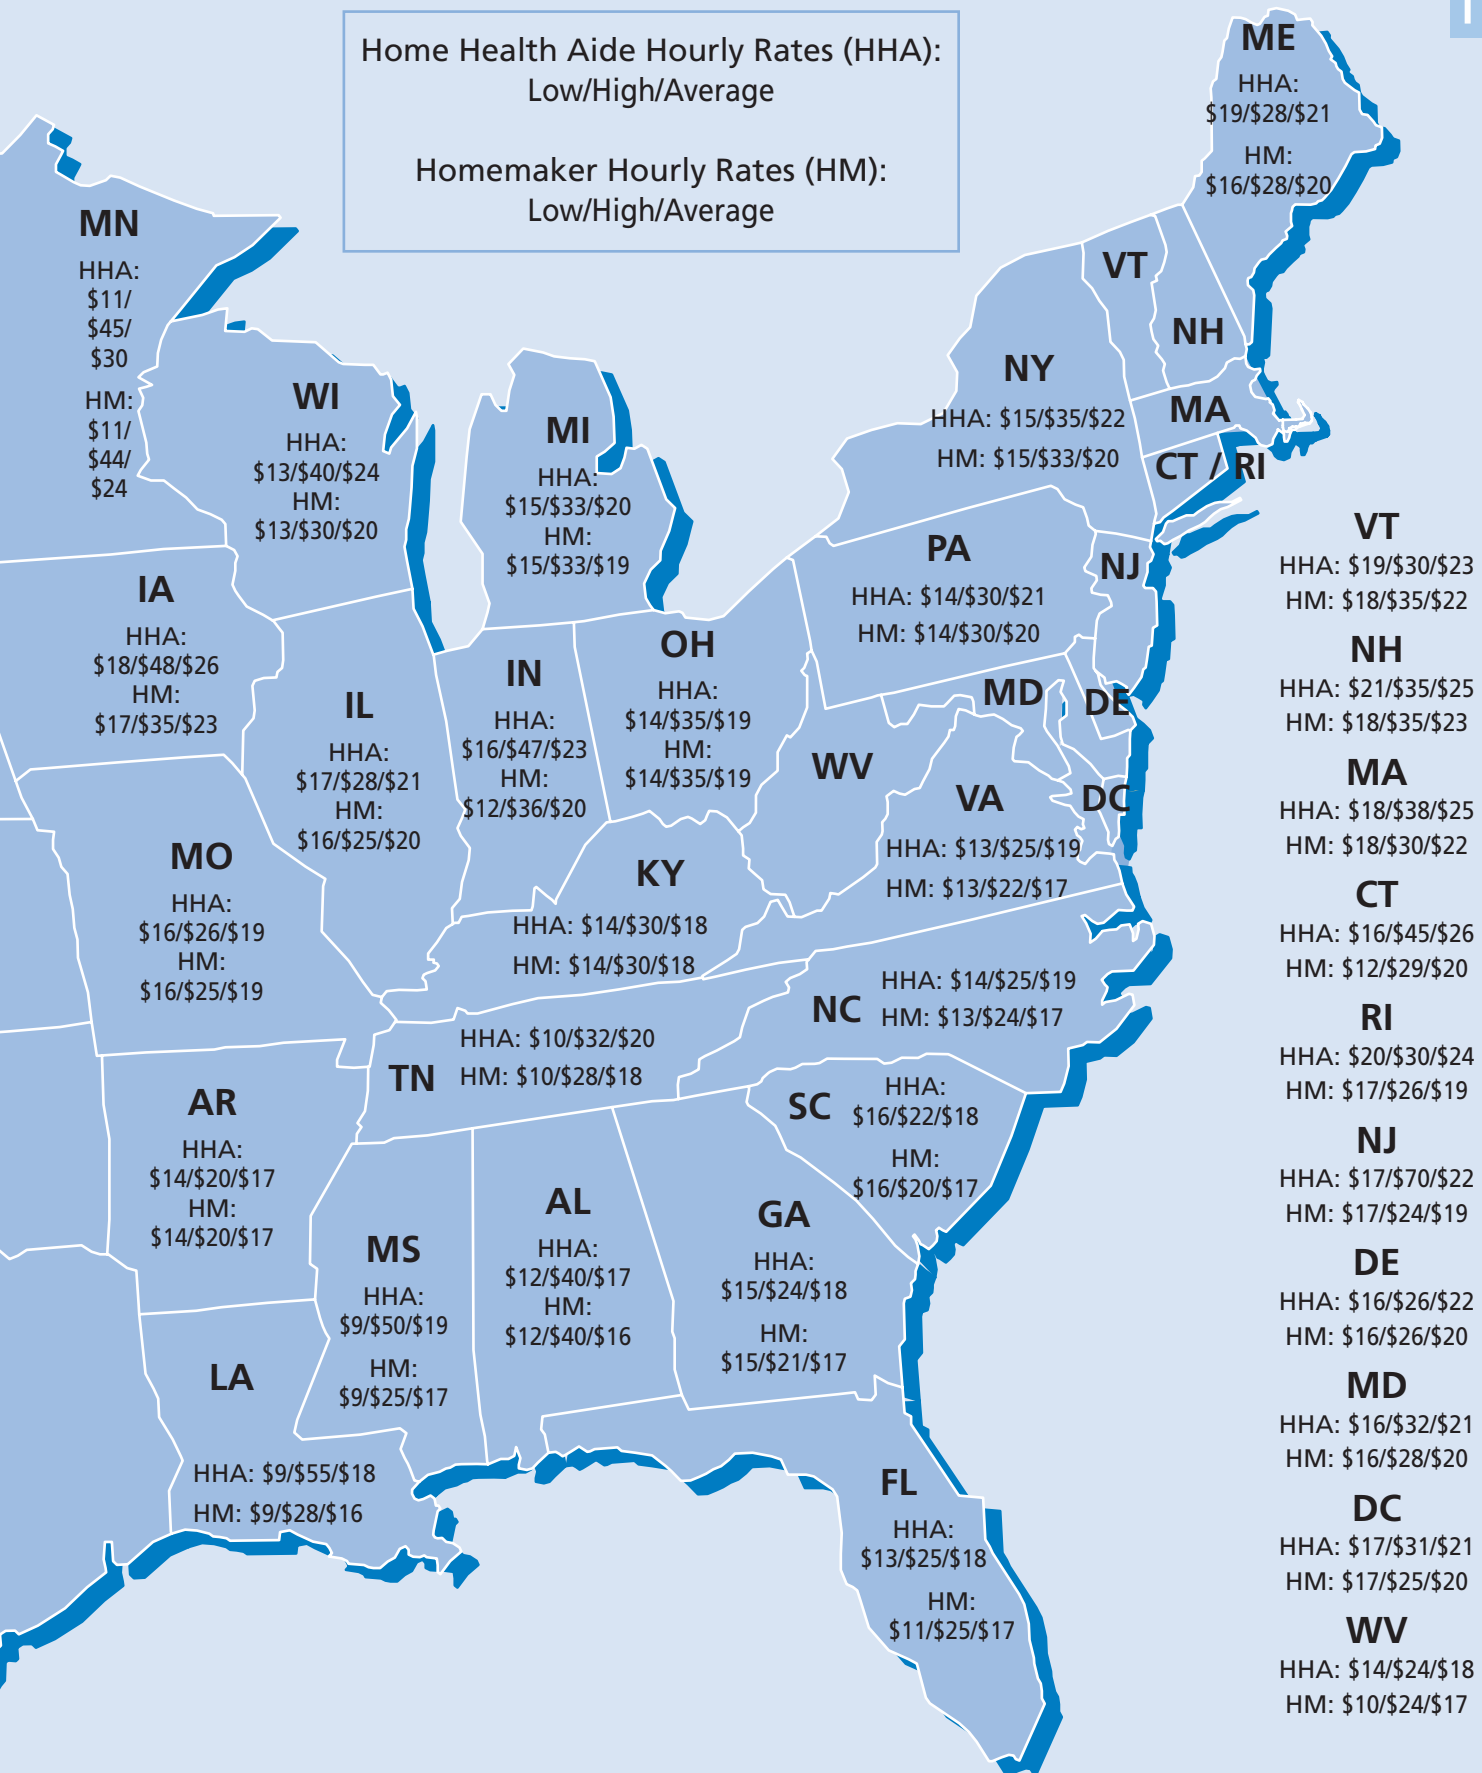 Home Health Aide Hourly Rates (HHA):
Low/High/Average
Homemaker Hourly Rates (HM):
Low/High/Average
ME
HHA:
$19/$28/$21
HM:
$16/$28/$20
MN
HHA:
$11/
$45/
$30
HM:
$11/
$44/
$24
WI
HHA:
$13/$40/$24
HM:
$13/$30/$20
MI
HHA:
$15/$33/$20
HM:
$15/$33/$19
VT
NH
NY
HHA: $15/$35/$22
HM: $15/$33/$20
MA
CT / RI
IA
HHA:
$18/$48/$26
HM:
$17/$35/$23
IL
HHA:
$17/$28/$21
HM:
$16/$25/$20
IN
HHA:
$16/$47/$23
HM:
$12/$36/$20
OH
HHA:
$14/$35/$19
HM:
$14/$35/$19
PA
HHA: $14/$30/$21
HM: $14/$30/$20
NJ
MD
DE
WV
VA
HHA: $13/$25/$19
HM: $13/$22/$17
DC
MO
HHA:
$16/$26/$19
HM:
$16/$25/$19
KY
HHA: $14/$30/$18
HM: $14/$30/$18
NC
HHA: $14/$25/$19
HM: $13/$24/$17
TN
HHA: $10/$32/$20
HM: $10/$28/$18
AR
HHA:
$14/$20/$17
HM:
$14/$20/$17
SC
HHA:
$16/$22/$18
HM:
$16/$20/$17
MS
HHA:
$9/$50/$19
HM:
$9/$25/$17
AL
HHA:
$12/$40/$17
HM:
$12/$40/$16
GA
HHA:
$15/$24/$18
HM:
$15/$21/$17
LA
HHA: $9/$55/$18
HM: $9/$28/$16
FL
HHA:
$13/$25/$18
HM:
$11/$25/$17
VT
HHA: $19/$30/$23
HM: $18/$35/$22
NH
HHA: $21/$35/$25
HM: $18/$35/$23
MA
HHA: $18/$38/$25
HM: $18/$30/$22
CT
HHA: $16/$45/$26
HM: $12/$29/$20
RI
HHA: $20/$30/$24
HM: $17/$26/$19
NJ
HHA: $17/$70/$22
HM: $17/$24/$19
DE
HHA: $16/$26/$22
HM: $16/$26/$20
MD
HHA: $16/$32/$21
HM: $16/$28/$20
DC
HHA: $17/$31/$21
HM: $17/$25/$20
WV
HHA: $14/$24/$18
HM: $10/$24/$17